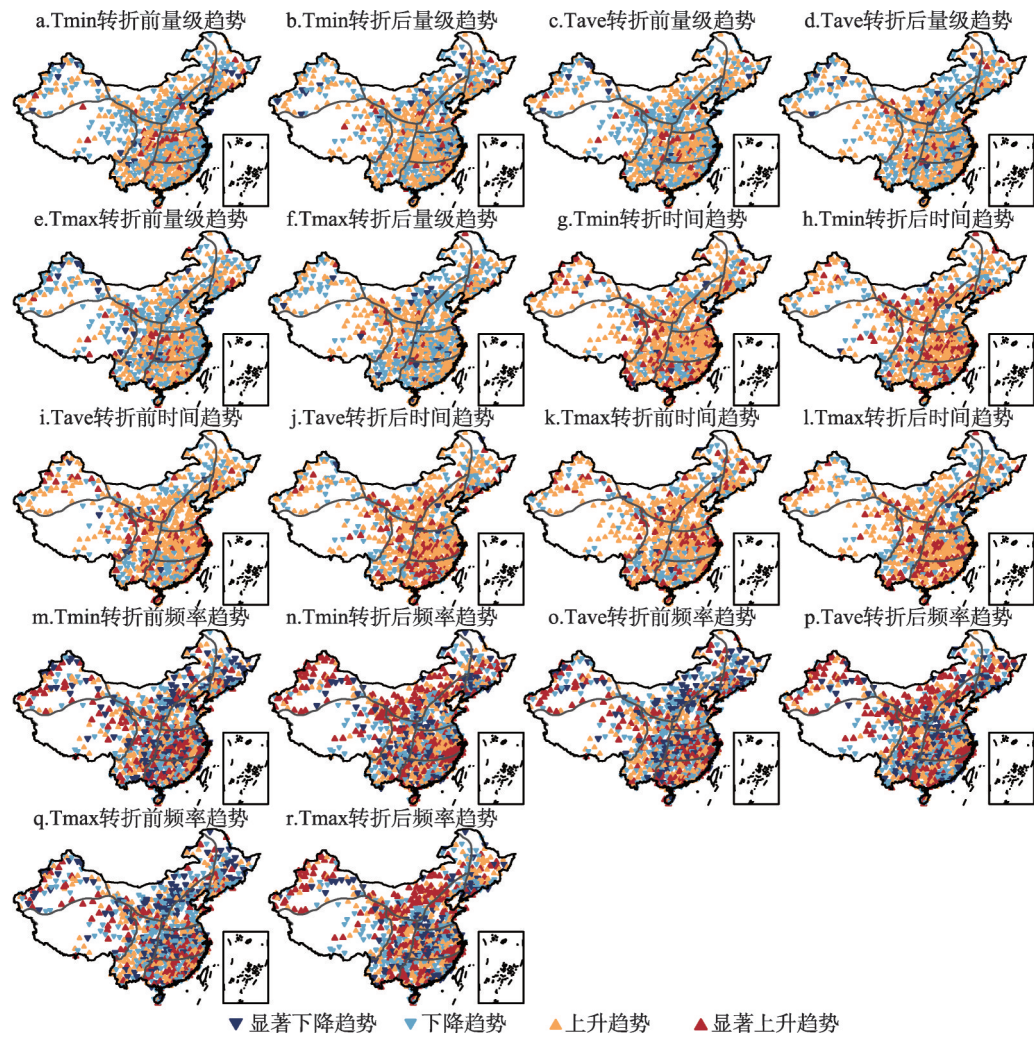 a.Tmin转折前量级趋势 b.Tmin转折后量级趋势 c.Tave转折前量级趋势 d.Tave转折后量级趋势
e.Tmax转折前量级趋势 f.Tmax转折后量级趋势 g.Tmin转折时间趋势 h.Tmin转折后时间趋势
i.Tave转折前时间趋势 j.Tave转折后时间趋势 k.Tmax转折前时间趋势 l.Tmax转折后时间趋势
m.Tmin转折前频率趋势 n.Tmin转折后频率趋势 o.Tave转折前频率趋势 p.Tave转折后频率趋势
q.Tmax转折前频率趋势 r.Tmax转折后频率趋势
显著下降趋势 下降趋势 上升趋势 显著上升趋势